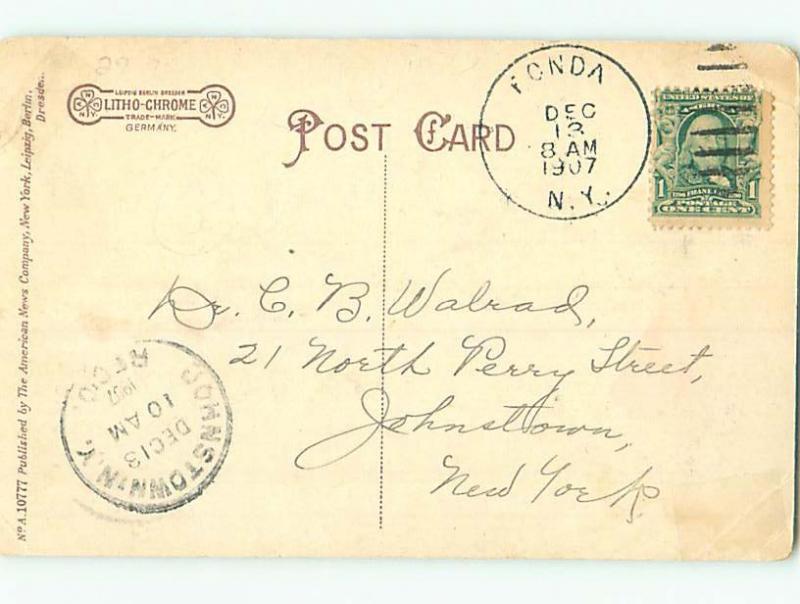 LEIPZIG BERLIN DRESDEN
LITHO-CHROME
TRADE-MARK
GERMANY.
POST CARD
FONDA
DEC
13
8 AM
1907
N.Y.
UNITED STATES OF
AMERICA
1 1
POSTAGE
ONE CENT
Dr. C. B. Walrad,
21 North Perry Street,
Johnstown,
New York
JOHNSTOWN, N.Y.
DEC 13
10 AM
1907
REC'D.
No A.10777 Published by The American News Company, New York, Leipzig, Berlin,
Dresden.